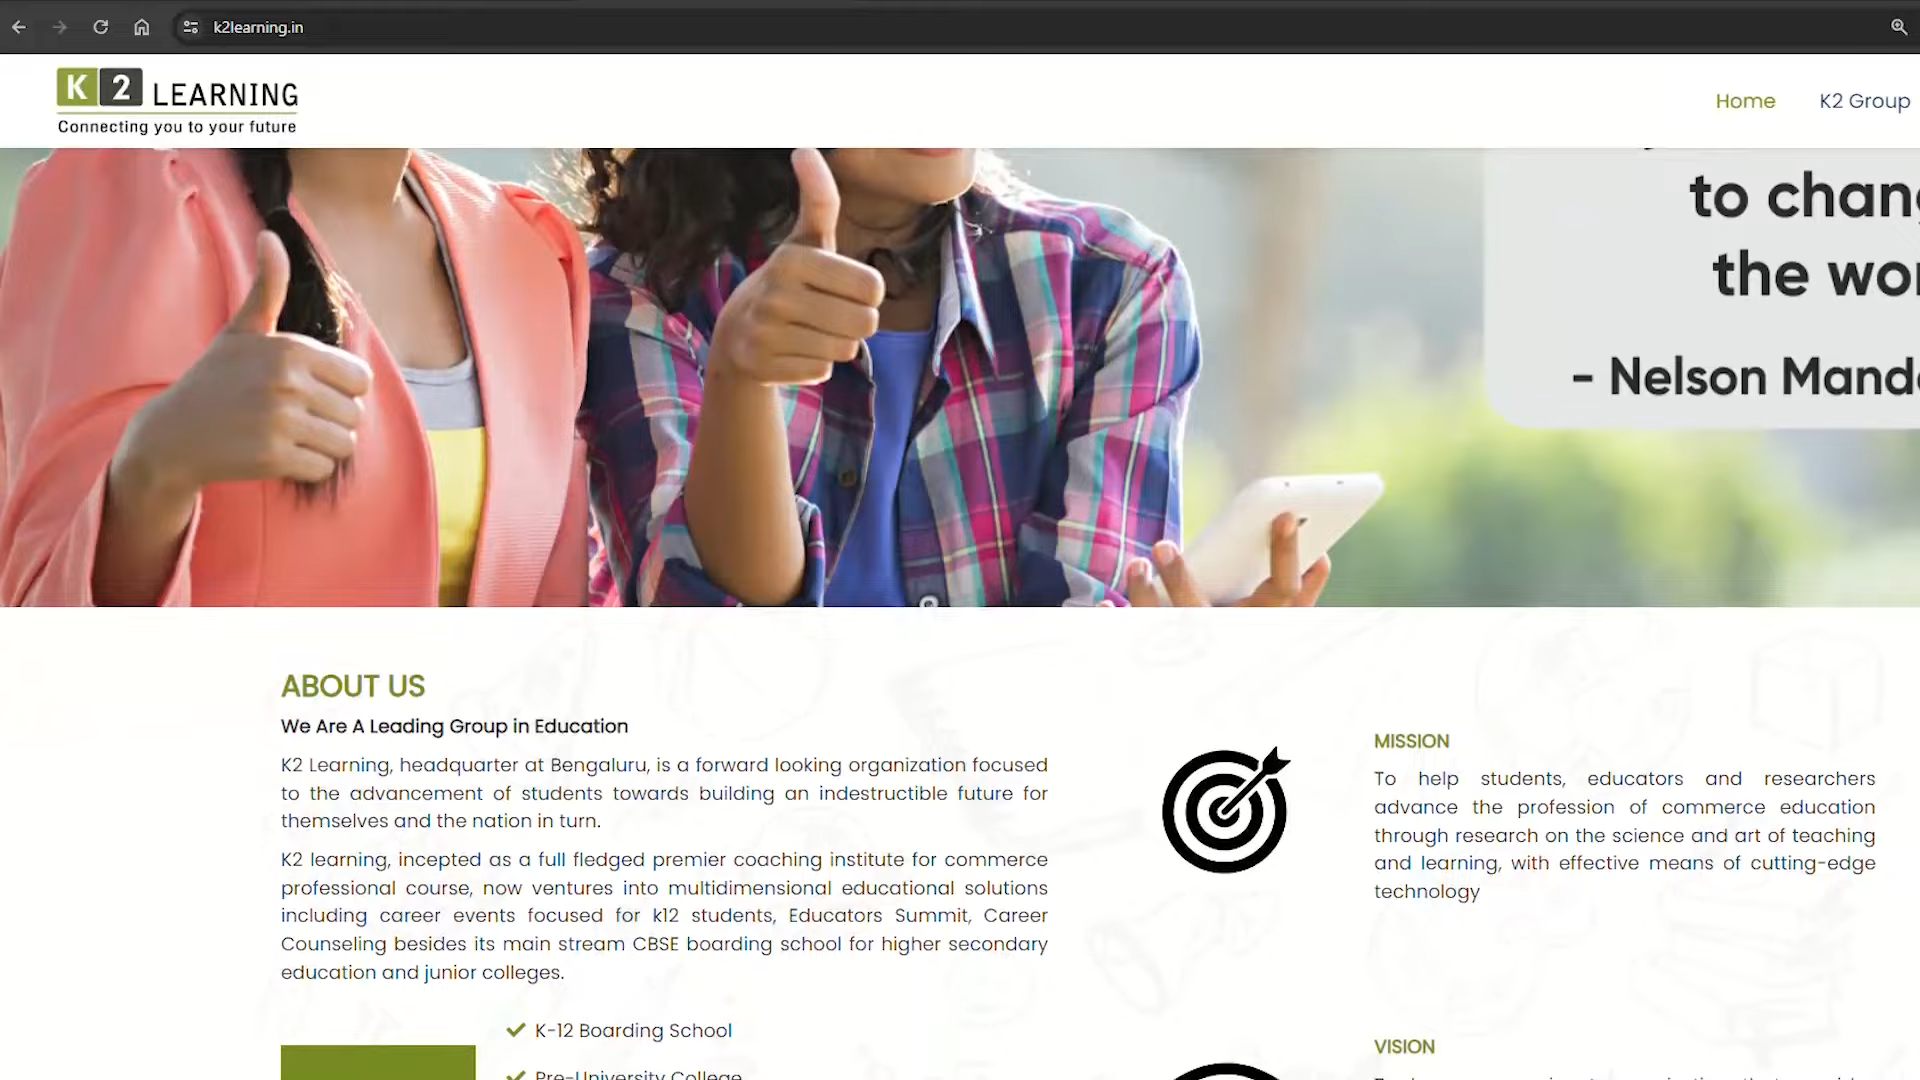 k2learning.in
K2 LEARNING
Connecting you to your future
Home
K2 Group
to chan
the wo
- Nelson Mand
ABOUT US
We Are A Leading Group in Education
K2 Learning, headquarter at Bengaluru, is a forward looking organization focused
to the advancement of students towards building an indestructible future for
themselves and the nation in turn.
K2 learning, incepted as a full fledged premier coaching institute for commerce
professional course, now ventures into multidimensional educational solutions
including career events focused for k12 students, Educators Summit, Career
Counseling besides its main stream CBSE boarding school for higher secondary
education and junior colleges.
K-12 Boarding School
Pre-University College
MISSION
To help students, educators and researchers
advance the profession of commerce education
through research on the science and art of teaching
and learning, with effective means of cutting-edge
technology
VISION